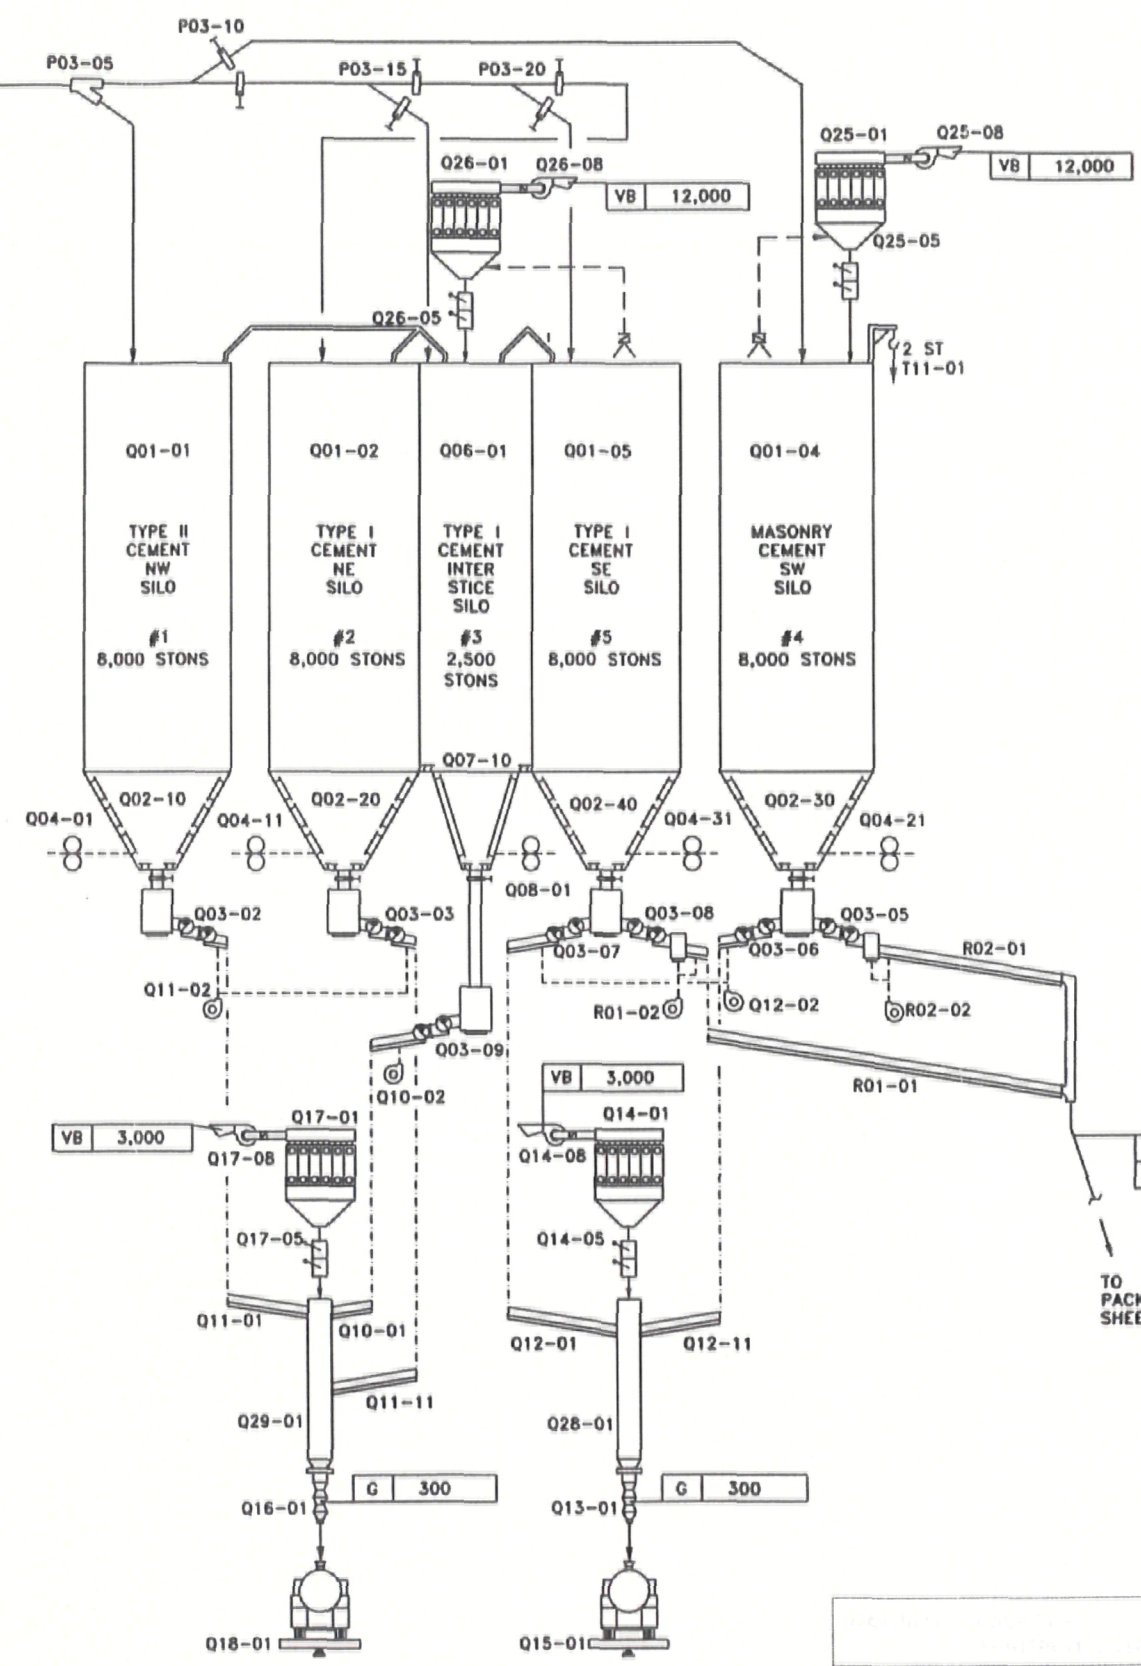 P03-10
P03-05
P03-15
P03-20
Q25-01
Q25-08
VB 12,000
Q26-01
Q26-08
VB 12,000
Q25-05
Q26-05
2 ST
T11-01
Q01-01
Q01-02
Q06-01
Q01-05
Q01-04
TYPE II
CEMENT
NW
SILO
#1
8,000 STONS
TYPE I
CEMENT
NE
SILO
#2
8,000 STONS
TYPE I
CEMENT
INTER
STICE
SILO
#3
2,500
STONS
TYPE I
CEMENT
SE
SILO
#5
8,000 STONS
MASONRY
CEMENT
SW
SILO
#4
8,000 STONS
Q07-10
Q02-10
Q02-20
Q02-40
Q02-30
Q04-01
Q04-11
Q04-31
Q04-21
Q08-01
Q03-02
Q03-03
Q03-08
Q03-05
Q03-07
Q03-06
R02-01
Q11-02
R01-02
Q12-02
R02-02
Q03-09
Q10-02
R01-01
VB 3,000
VB 3,000
Q17-01
Q14-01
Q17-08
Q14-08
Q17-05
Q14-05
TO
PACK
SHEE
Q11-01
Q10-01
Q12-01
Q12-11
Q11-11
Q29-01
Q28-01
G 300
G 300
Q16-01
Q13-01
Q18-01
Q15-01